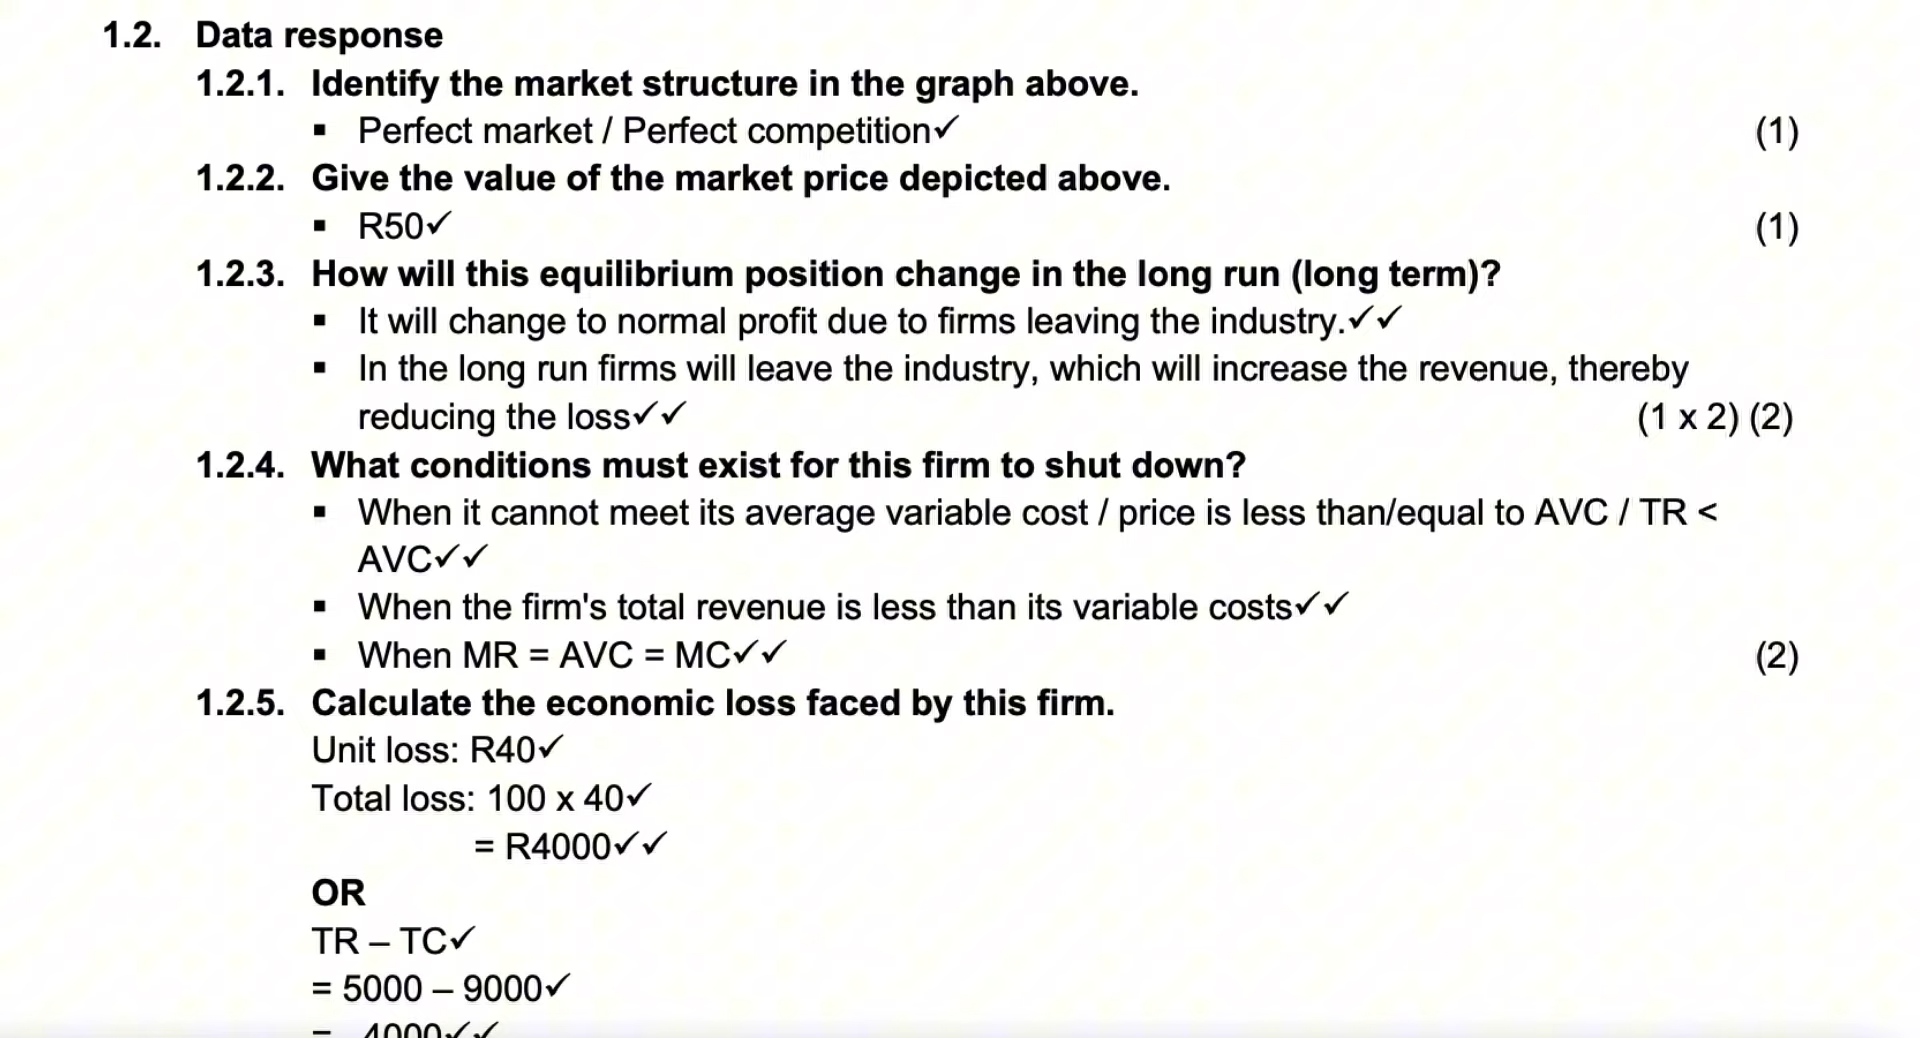 1.2. Data response
1.2.1. Identify the market structure in the graph above.
▪ Perfect market / Perfect competition✓ (1)
1.2.2. Give the value of the market price depicted above.
▪ R50✓ (1)
1.2.3. How will this equilibrium position change in the long run (long term)?
▪ It will change to normal profit due to firms leaving the industry.✓✓
▪ In the long run firms will leave the industry, which will increase the revenue, thereby
reducing the loss✓✓ (1 x 2) (2)
1.2.4. What conditions must exist for this firm to shut down?
▪ When it cannot meet its average variable cost / price is less than/equal to AVC / TR <
AVC✓✓
▪ When the firm's total revenue is less than its variable costs✓✓
▪ When MR = AVC = MC✓✓ (2)
1.2.5. Calculate the economic loss faced by this firm.
Unit loss: R40✓
Total loss: 100 x 40✓
= R4000✓✓
OR
TR – TC✓
= 5000 – 9000✓
4000✓✓